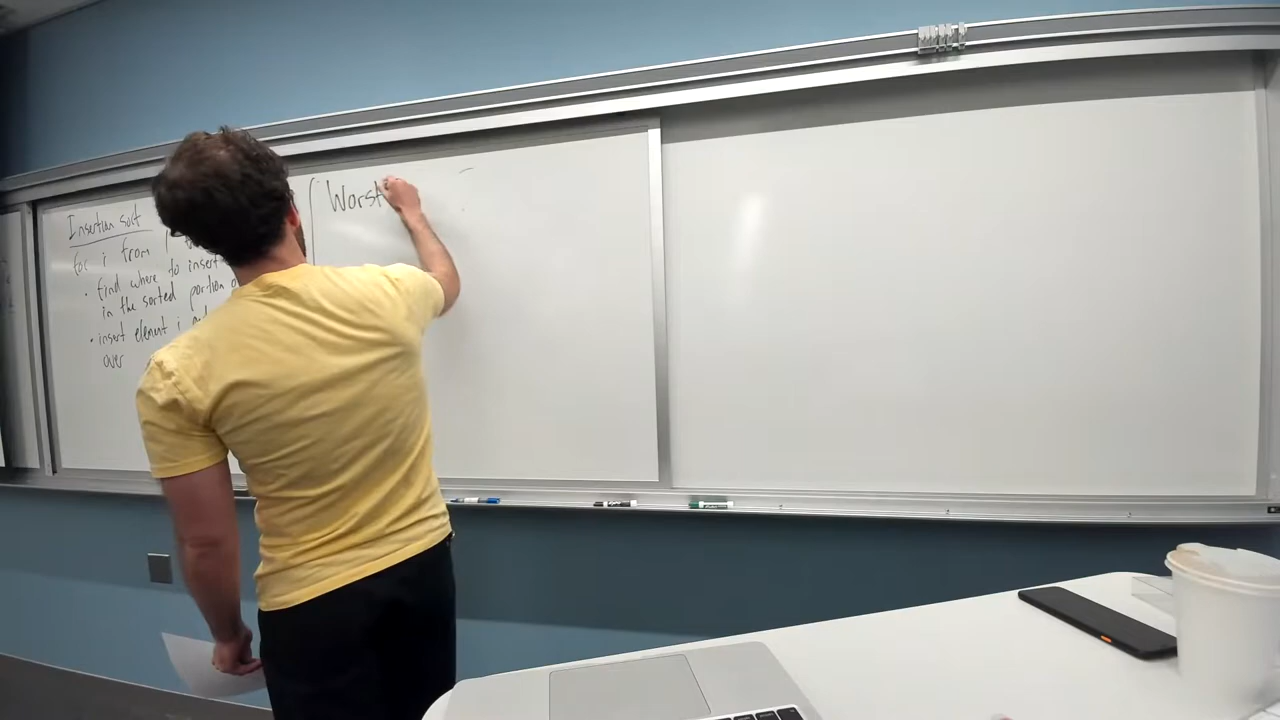 Insertion sort
for i from 1
• find where to insert
in the sorted portion
• insert element i
over
Worst